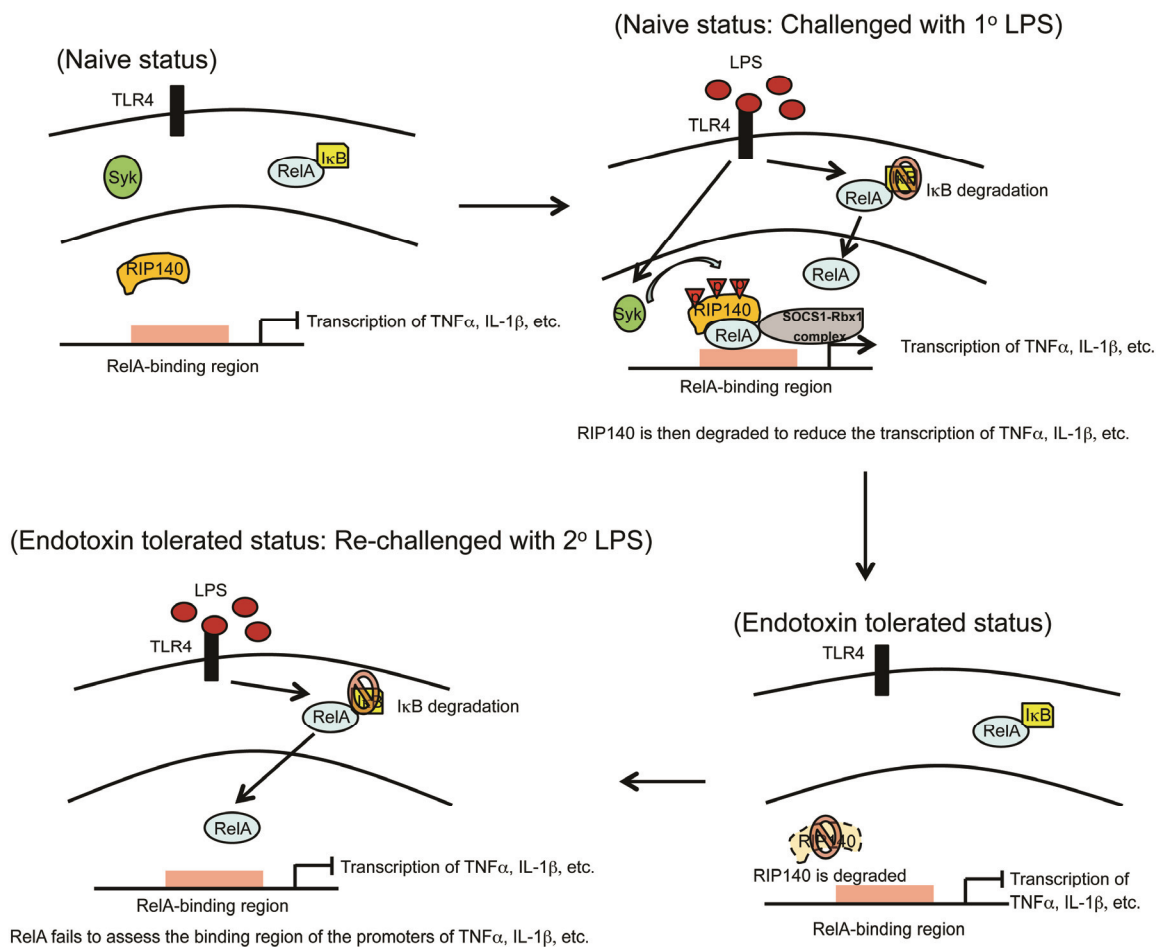 (Naive status)
TLR4
Syk
RelA
IκB
RIP140
Transcription of TNFα, IL-1β, etc.
RelA-binding region
(Naive status: Challenged with 1º LPS)
LPS
TLR4
RelA
IκB
IκB degradation
RelA
Syk
p p p
RIP140
RelA
SOCS1-Rbx1
complex
Transcription of TNFα, IL-1β, etc.
RelA-binding region
RIP140 is then degraded to reduce the transcription of TNFα, IL-1β, etc.
(Endotoxin tolerated status: Re-challenged with 2º LPS)
LPS
TLR4
RelA
IκB
IκB degradation
RelA
Transcription of TNFα, IL-1β, etc.
RelA-binding region
RelA fails to assess the binding region of the promoters of TNFα, IL-1β, etc.
(Endotoxin tolerated status)
TLR4
RelA
IκB
RIP140
RIP140 is degraded
Transcription of
TNFα, IL-1β, etc.
RelA-binding region